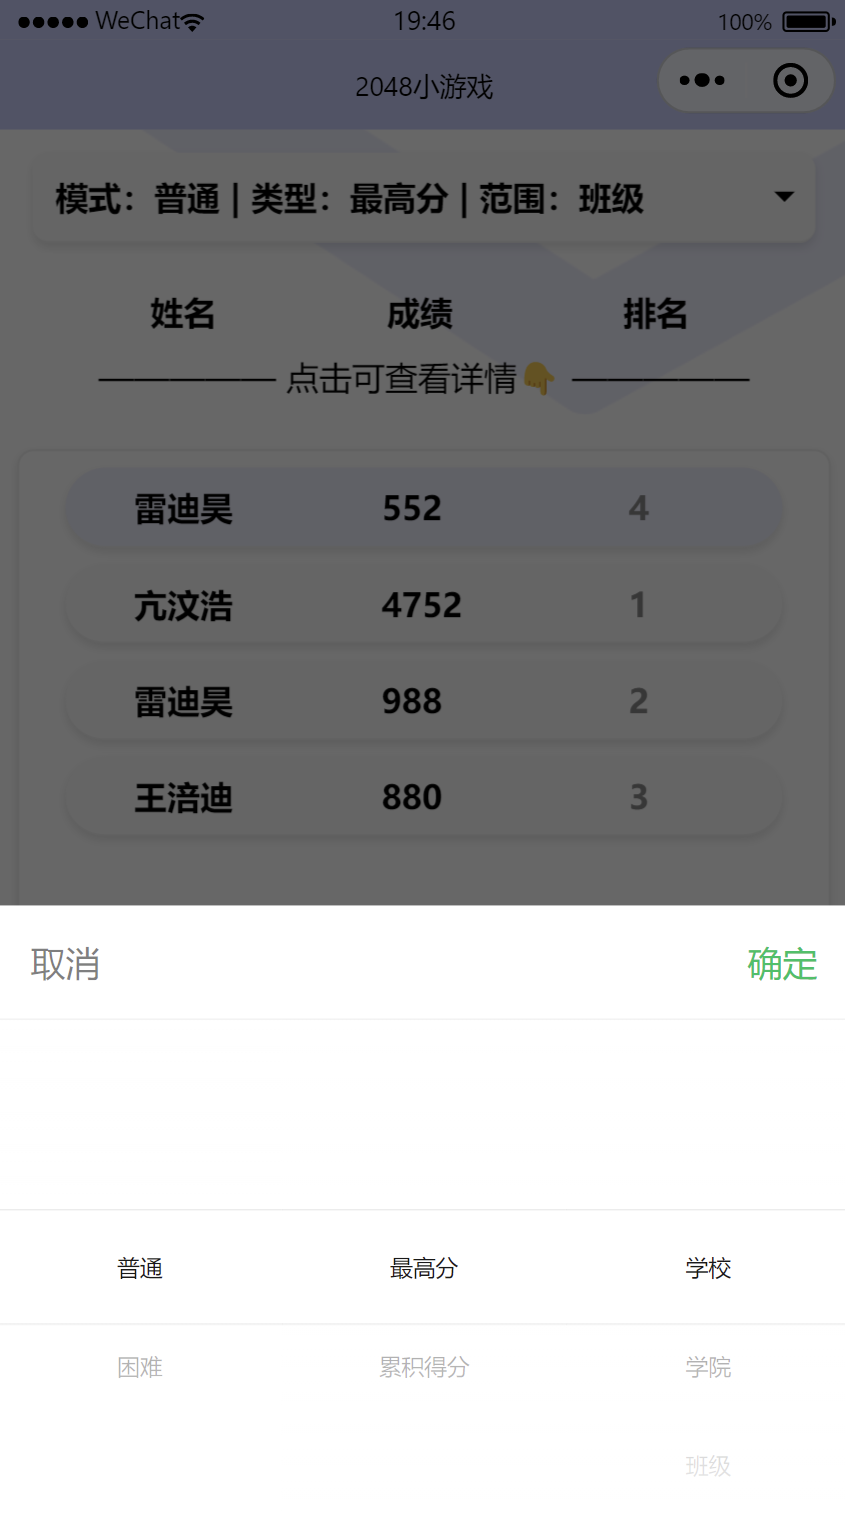 ●●●●● WeChat 19:46 100%
2048小游戏
模式：普通 | 类型：最高分 | 范围：班级
姓名 成绩 排名
————— 点击可查看详情👇 —————
雷迪昊 552 4
亢汶浩 4752 1
雷迪昊 988 2
王涪迪 880 3
取消 确定
普通 最高分 学校
困难 累积得分 学院
班级